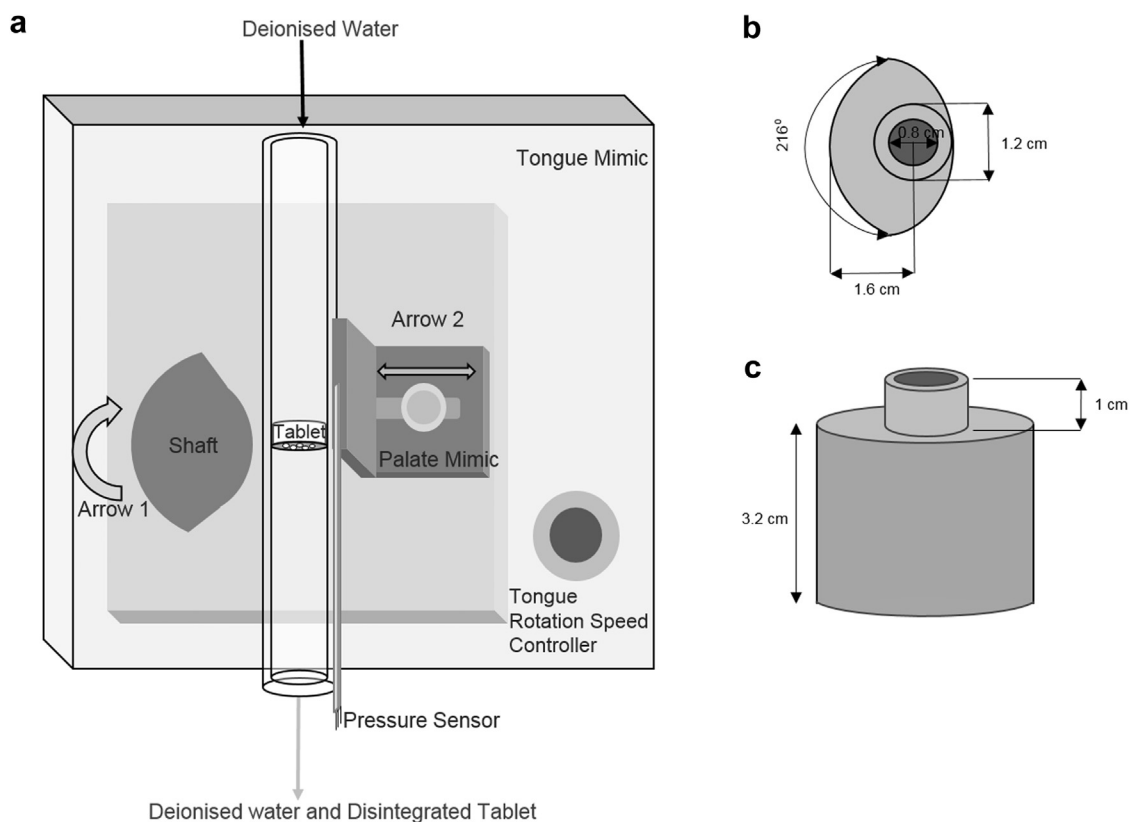 a
Deionised Water
Tongue Mimic
Arrow 2
Tablet
Shaft
Palate Mimic
Arrow 1
Tongue
Rotation Speed
Controller
Pressure Sensor
Deionised water and Disintegrated Tablet
b
216⁰
0.8 cm
1.2 cm
1.6 cm
c
1 cm
3.2 cm